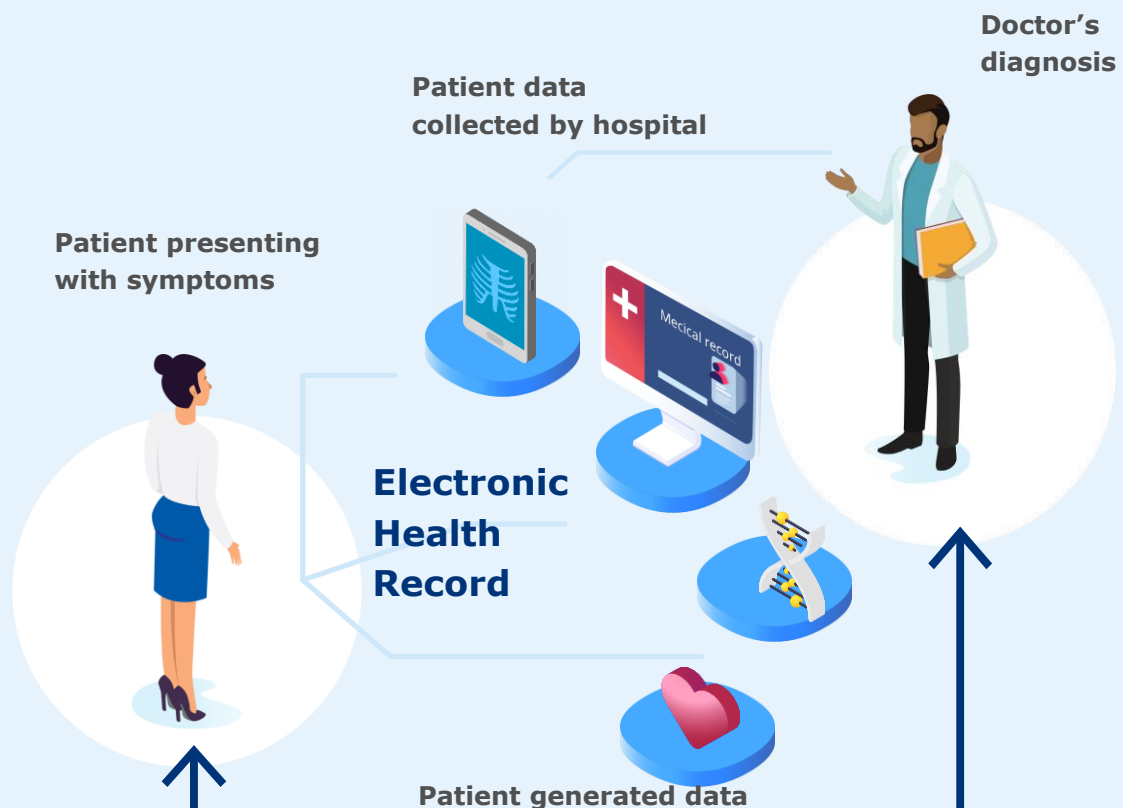 Doctor’s
diagnosis
Patient data
collected by hospital
Patient presenting
with symptoms
Mecical record
Electronic
Health
Record
Patient generated data